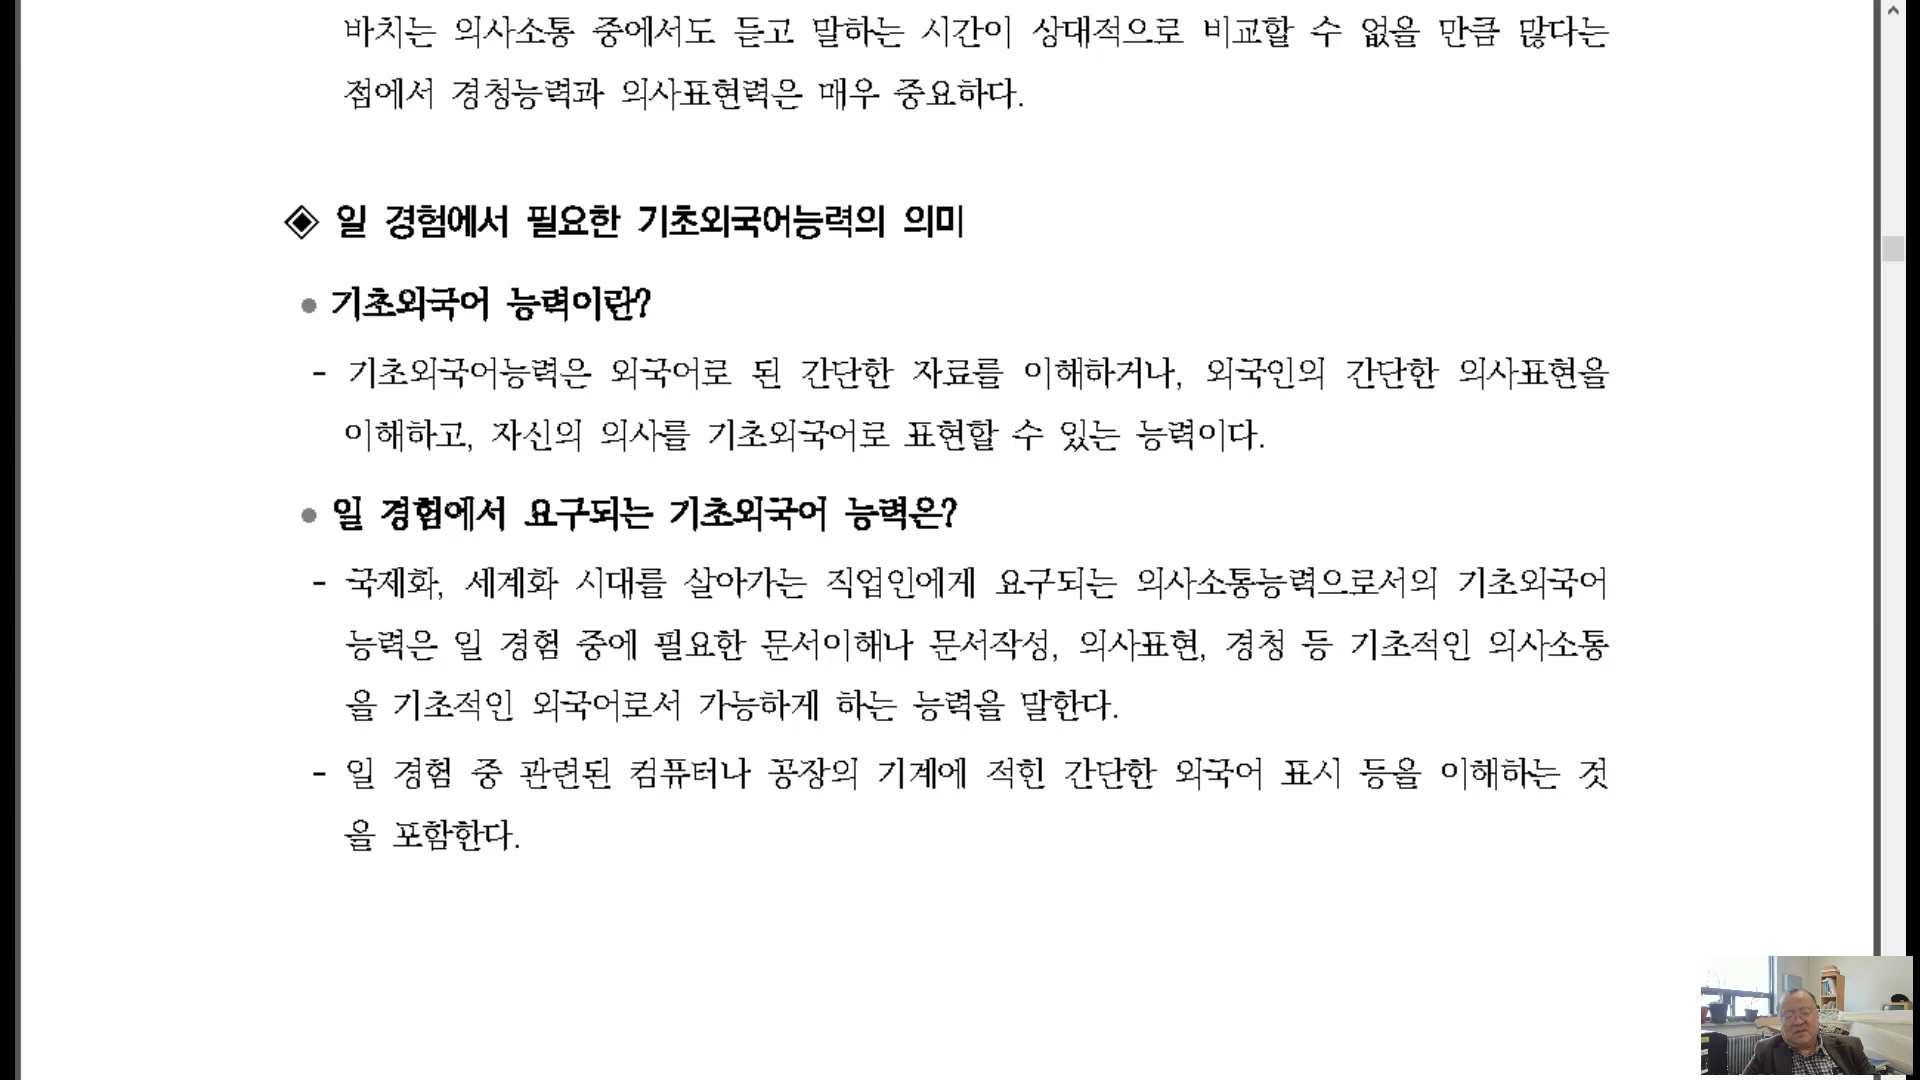 바치는 의사소통 중에서도 듣고 말하는 시간이 상대적으로 비교할 수 없을 만큼 많다는
점에서 경청능력과 의사표현력은 매우 중요하다.
◈ 일 경험에서 필요한 기초외국어능력의 의미
● 기초외국어 능력이란?
- 기초외국어능력은 외국어로 된 간단한 자료를 이해하거나, 외국인의 간단한 의사표현을
이해하고, 자신의 의사를 기초외국어로 표현할 수 있는 능력이다.
● 일 경험에서 요구되는 기초외국어 능력은?
- 국제화, 세계화 시대를 살아가는 직업인에게 요구되는 의사소통능력으로서의 기초외국어
능력은 일 경험 중에 필요한 문서이해나 문서작성, 의사표현, 경청 등 기초적인 의사소통
을 기초적인 외국어로서 가능하게 하는 능력을 말한다.
- 일 경험 중 관련된 컴퓨터나 공장의 기계에 적힌 간단한 외국어 표시 등을 이해하는 것
을 포함한다.